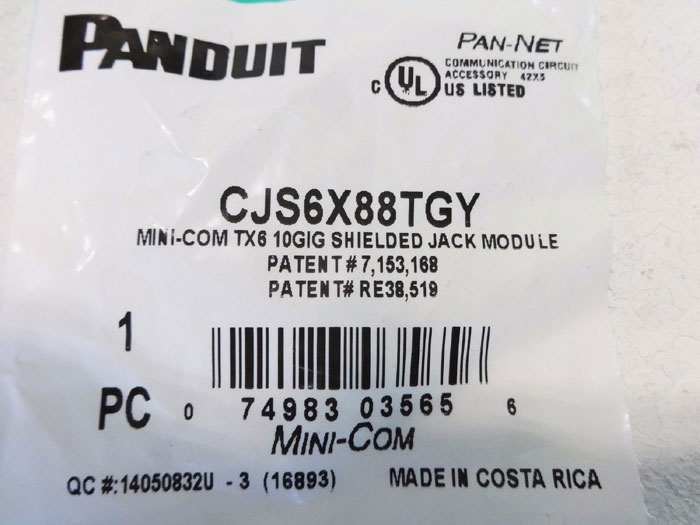 PANDUIT
PAN-NET
C UL US LISTED
COMMUNICATION CIRCUIT
ACCESSORY 42X5
CJS6X88TGY
MINI-COM TX6 10GIG SHIELDED JACK MODULE
PATENT# 7,153,168
PATENT# RE38,519
1
PC
0 74983 03565 6
MINI-COM
QC #:14050832U - 3 (16893) MADE IN COSTA RICA